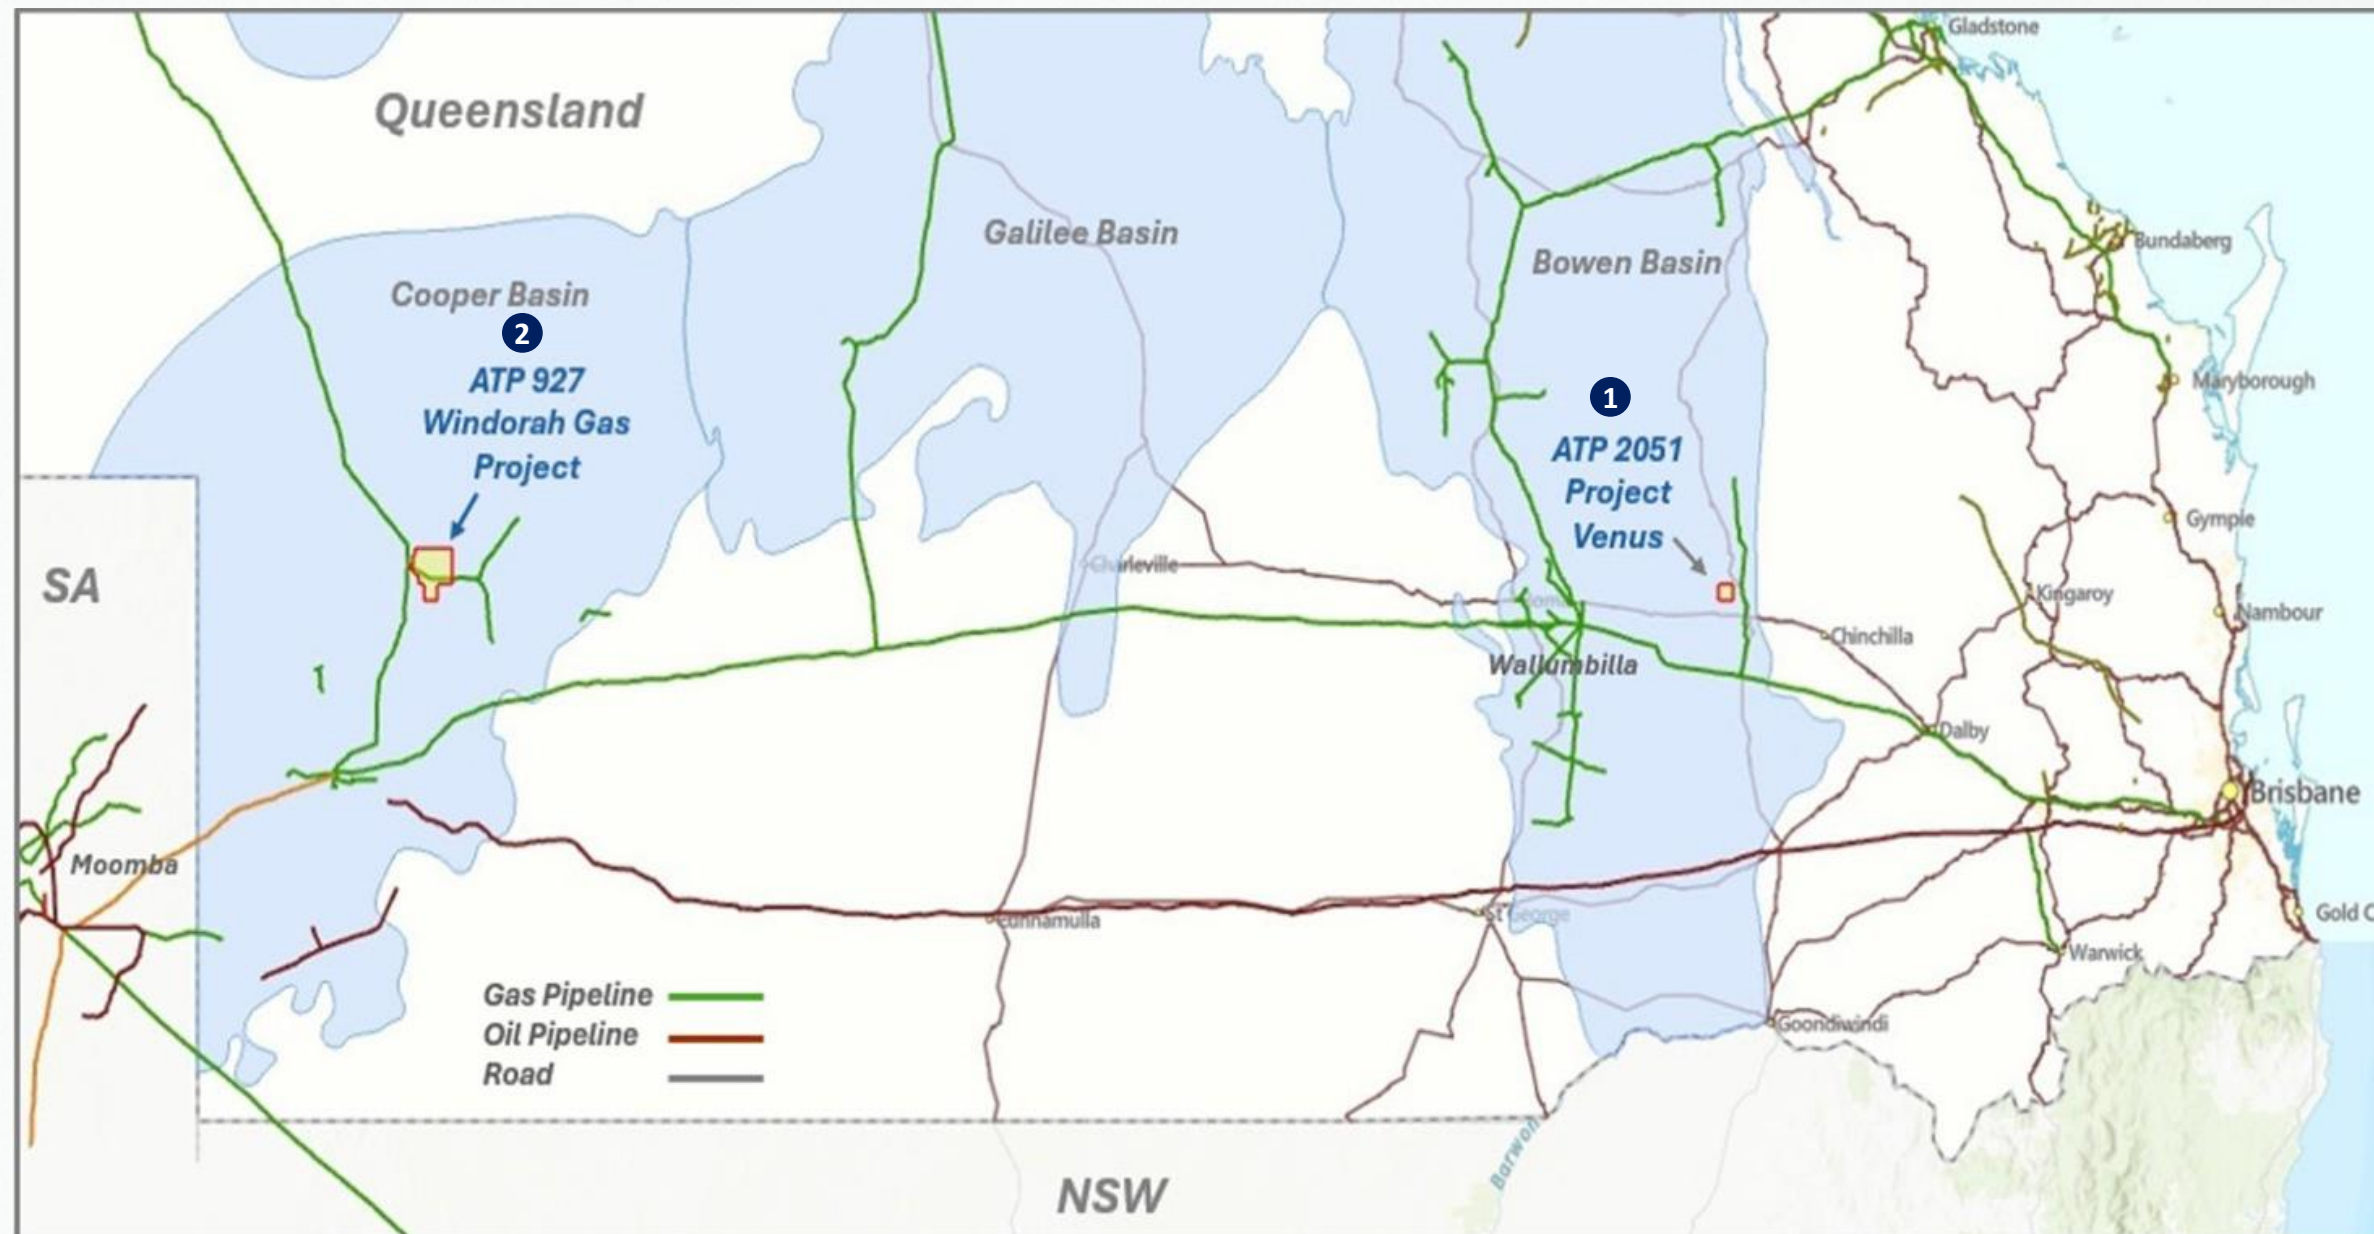 Gladstone
Queensland
Galilee Basin
Bowen Basin
Bundaberg
Cooper Basin
2
ATP 927
Windorah Gas
Project
1
ATP 2051
Project
Venus
Maryborough
Gympie
SA
Charleville
Roma
Kingaroy
Nambour
Chinchilla
Wallumbilla
Dalby
Brisbane
Moomba
Cunnamulla
St George
Gold C
Warwick
Gas Pipeline
Oil Pipeline
Road
Goondiwindi
Barwon
NSW